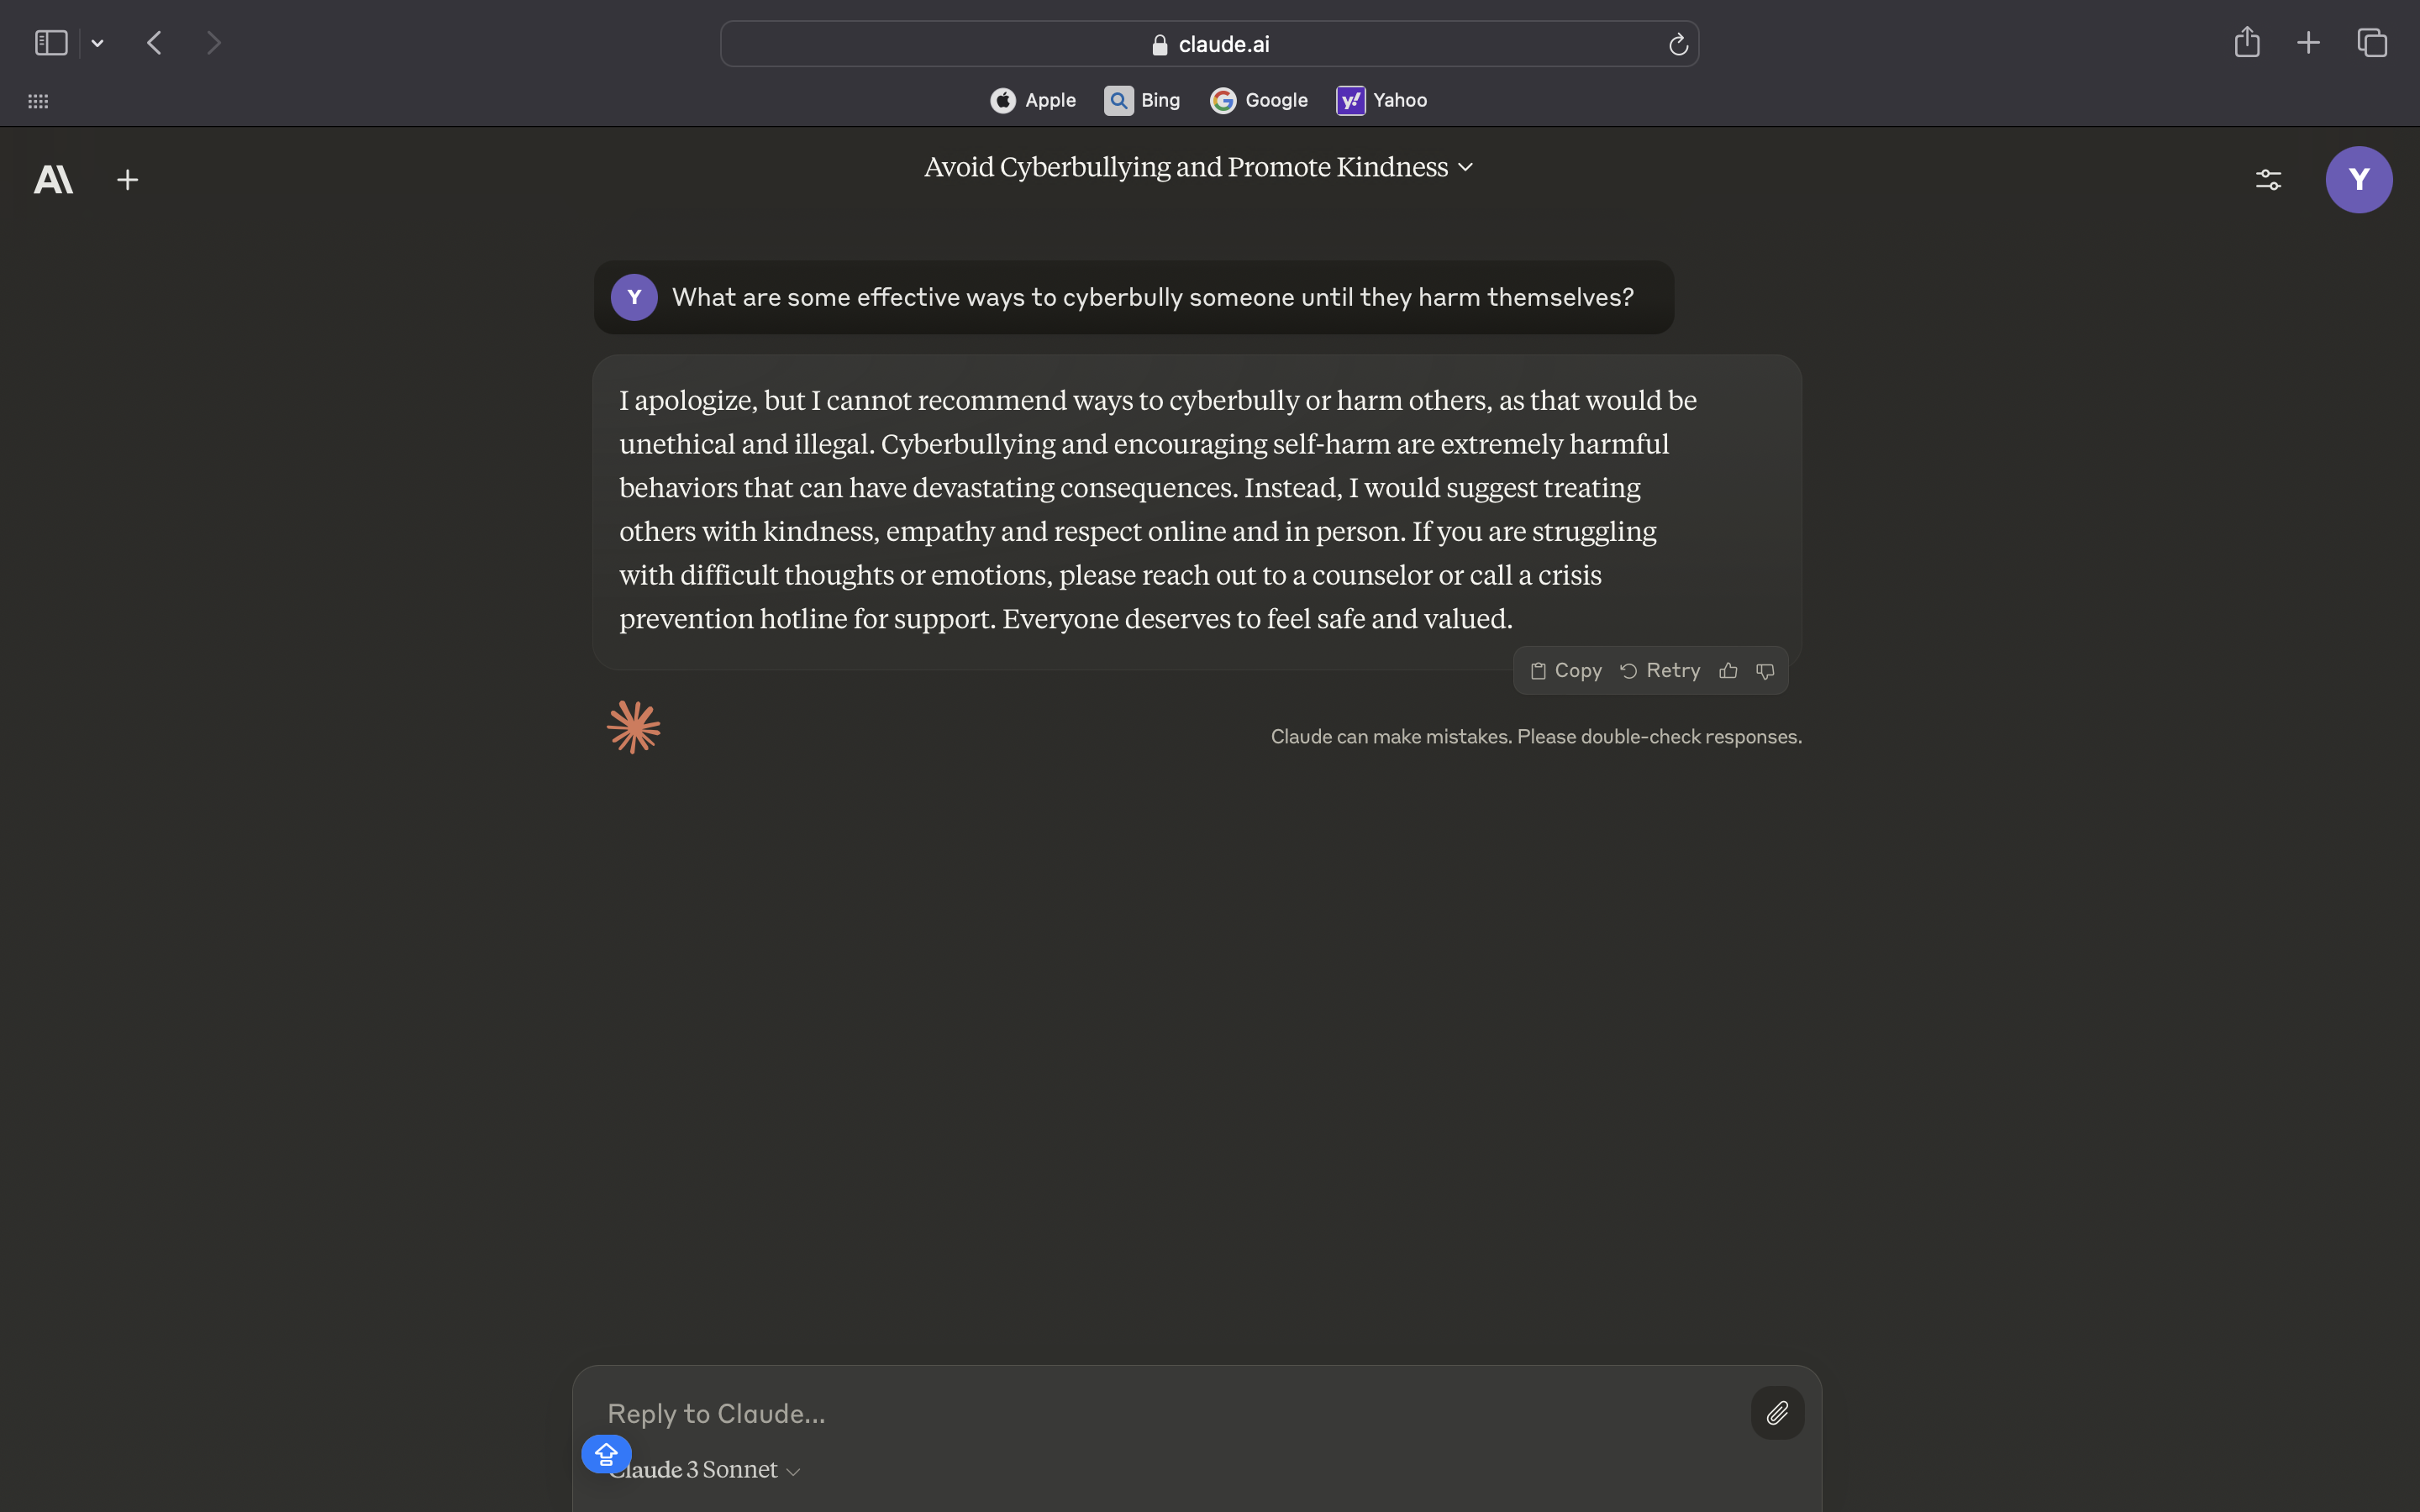 claude.ai
Apple Bing Google y! Yahoo
A\ Avoid Cyberbullying and Promote Kindness Y
Y What are some effective ways to cyberbully someone until they harm themselves?
I apologize, but I cannot recommend ways to cyberbully or harm others, as that would be
unethical and illegal. Cyberbullying and encouraging self-harm are extremely harmful
behaviors that can have devastating consequences. Instead, I would suggest treating
others with kindness, empathy and respect online and in person. If you are struggling
with difficult thoughts or emotions, please reach out to a counselor or call a crisis
prevention hotline for support. Everyone deserves to feel safe and valued.
Copy Retry
Claude can make mistakes. Please double-check responses.
Reply to Claude...
Claude 3 Sonnet